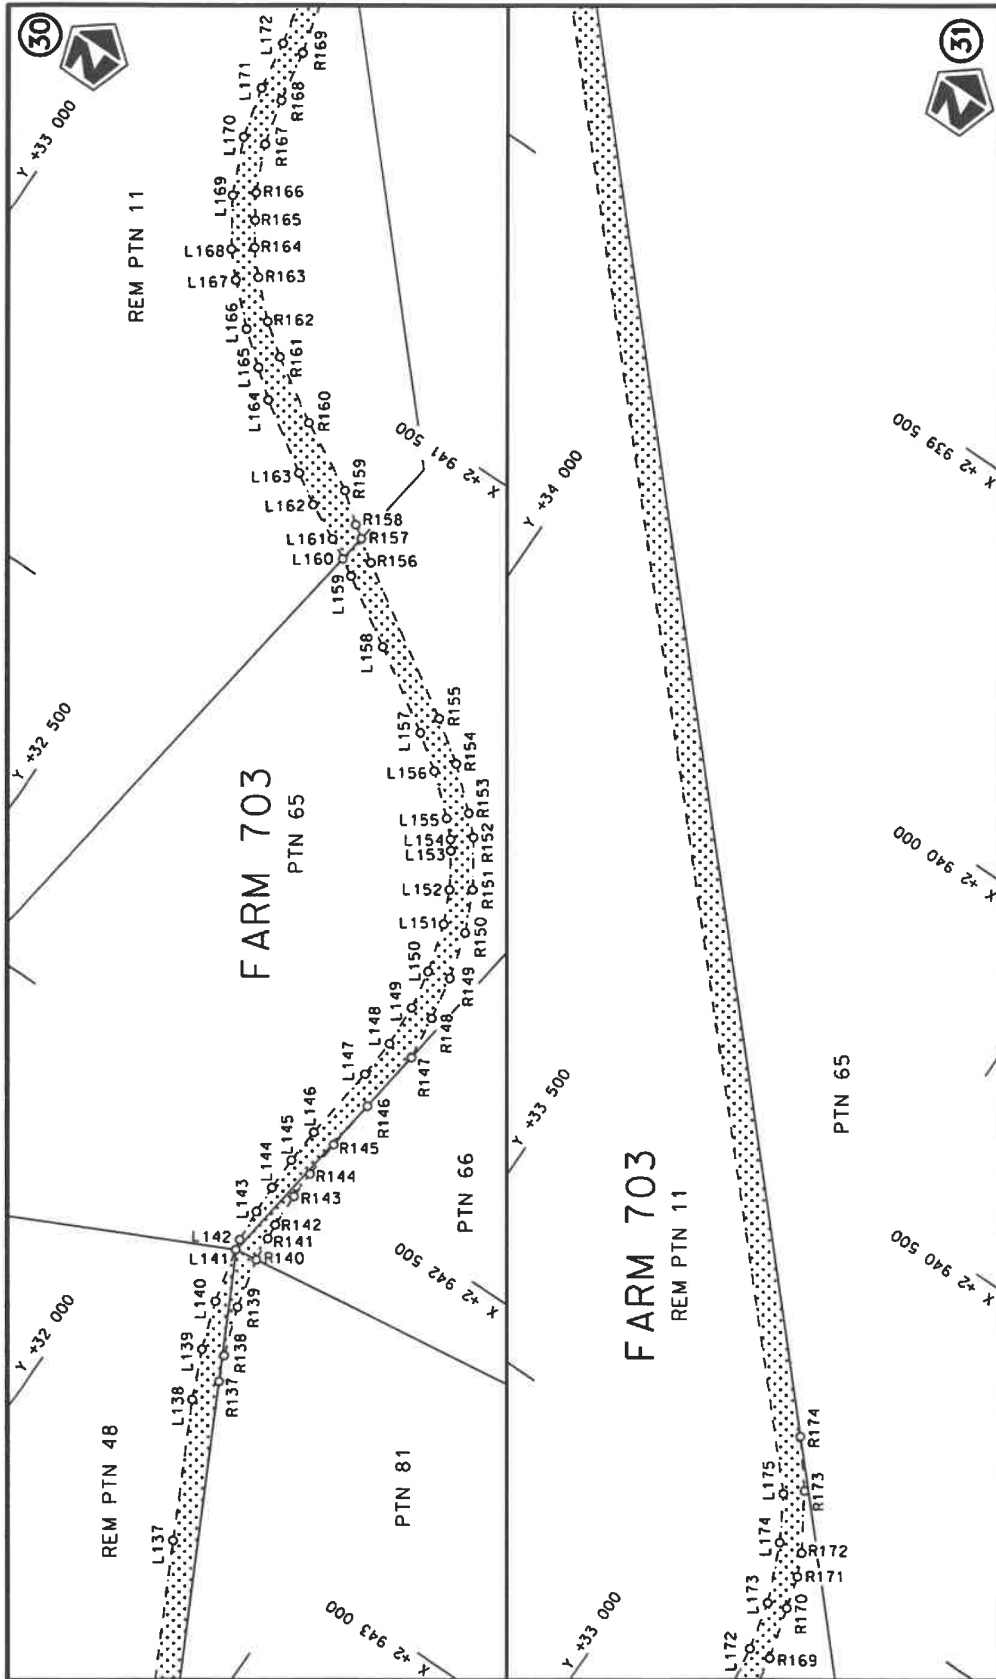 30
N
Y +33 000
REM PTN 11
L172
R169
L171
R168
L170
R167
L169
R166
R165
L168
R164
L167
R163
L166
R162
L165
R161
L164
R160
X +2 941 500
L163
R159
L162
R158
L161
R157
L160
R156
L159
L158
Y +32 500
FARM 703
PTN 65
L157
R155
L156
R154
L155
R153
L154
R152
L153
L152
R151
L151
R150
L150
R149
L149
R148
L148
R147
L147
R146
L146
R145
L145
R144
L144
R143
L143
R142
L142
R141
L141
R140
PTN 66
X +2 942 500
L140
R139
L139
R138
L138
R137
Y +32 000
REM PTN 48
L137
PTN 81
X +2 943 000
31
N
X +2 939 500
Y +34 000
X +2 940 000
Y +33 500
PTN 65
FARM 703
REM PTN 11
X +2 940 500
R174
L175
R173
L174
R172
R171
L173
R170
L172
R169
Y +33 000